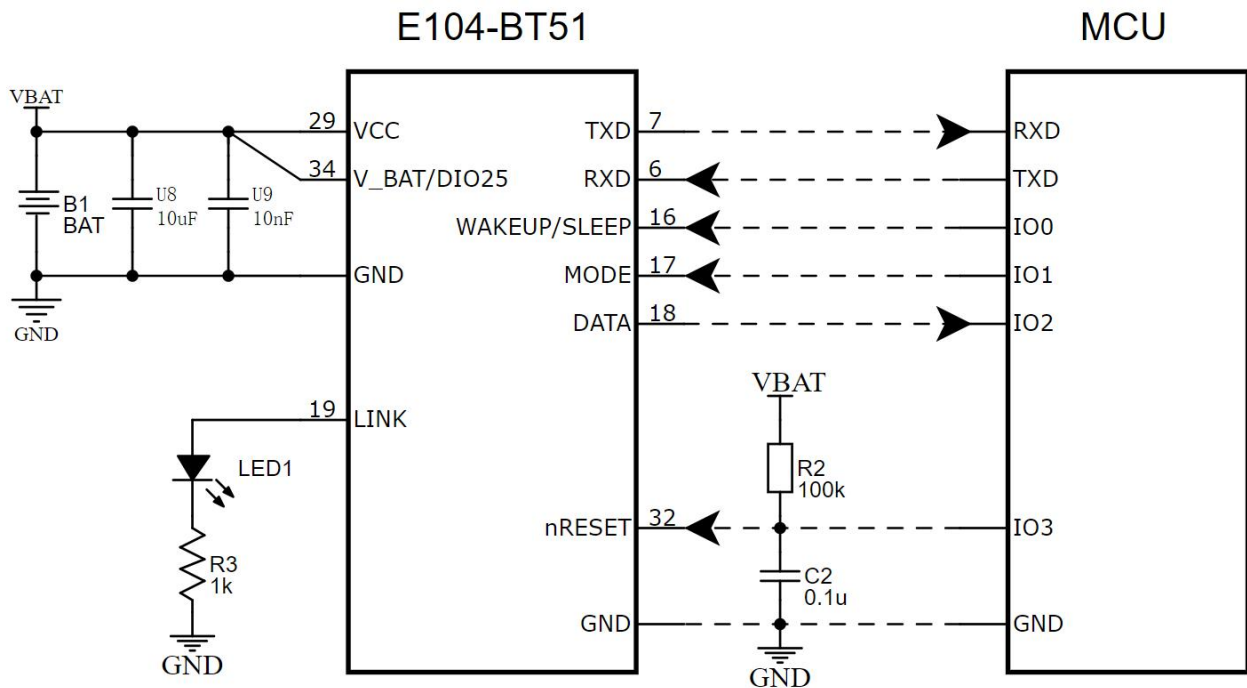 E104-BT51
MCU
VBAT
29
VCC
TXD
7
RXD
34
V_BAT/DIO25
RXD
6
TXD
B1
BAT
U8
10uF
U9
10nF
WAKEUP/SLEEP
16
IO0
GND
MODE
17
IO1
GND
DATA
18
IO2
VBAT
19
LINK
LED1
R2
100k
nRESET
32
IO3
R3
1k
C2
0.1u
GND
GND
GND
GND